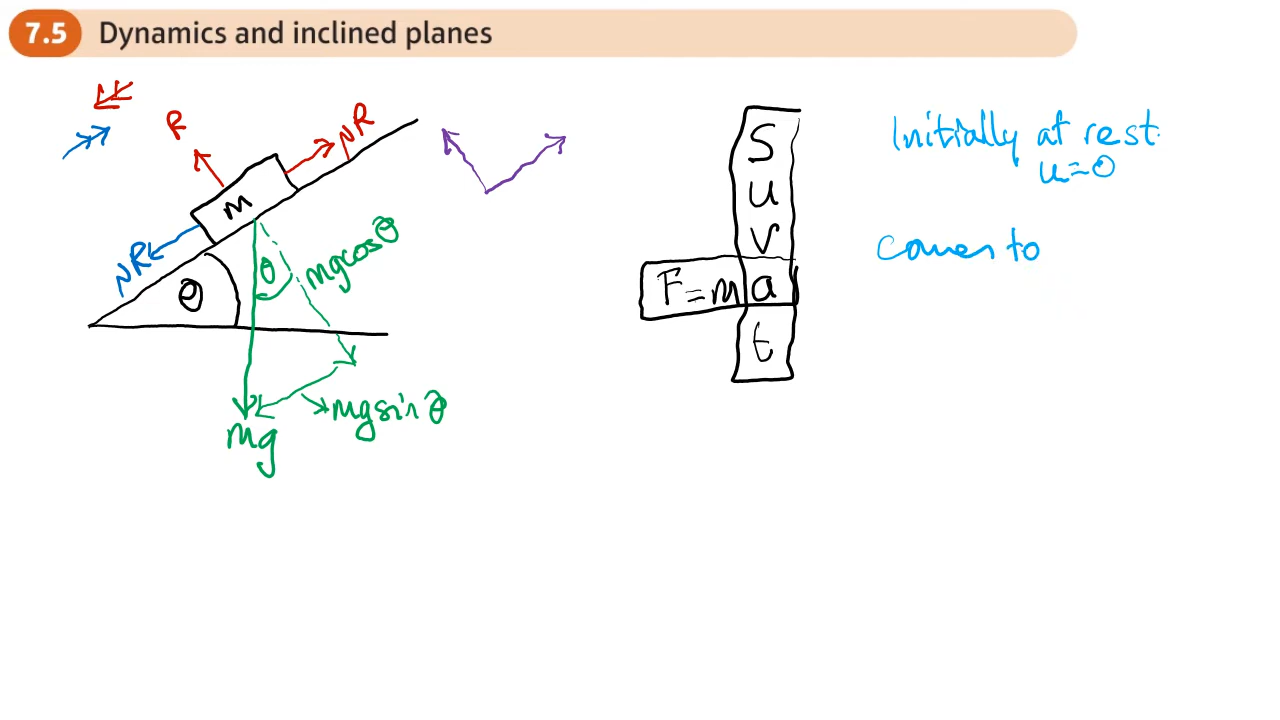 7.5 Dynamics and inclined planes
R
μR
m
μR
θ
θ
mgcosθ
mgsinθ
mg
S
u
v
F=ma
t
Initially at rest.
u=0
comes to